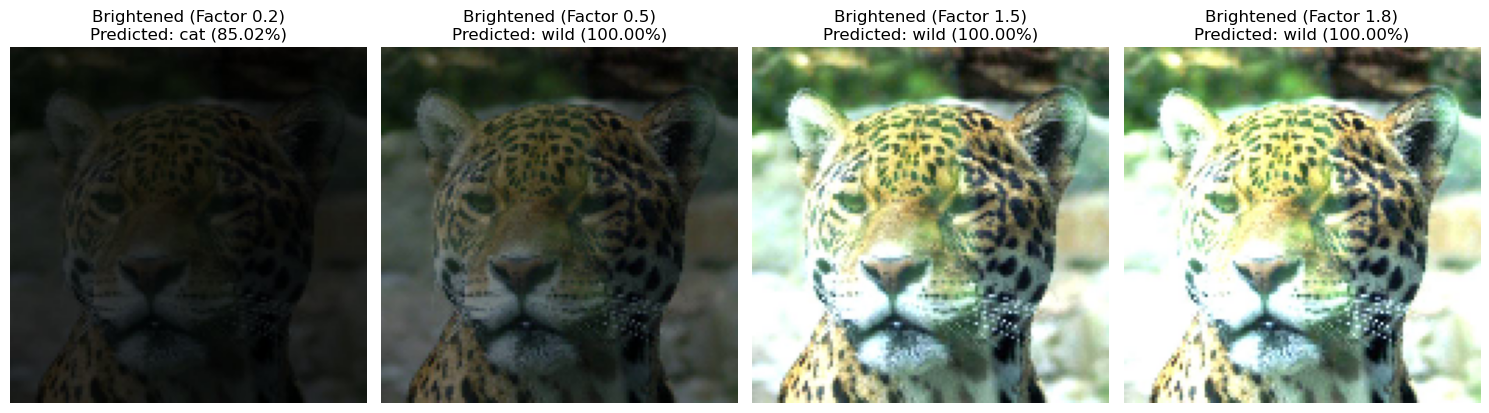 Brightened (Factor 0.2)
Predicted: cat (85.02%)
Brightened (Factor 0.5)
Predicted: wild (100.00%)
Brightened (Factor 1.5)
Predicted: wild (100.00%)
Brightened (Factor 1.8)
Predicted: wild (100.00%)